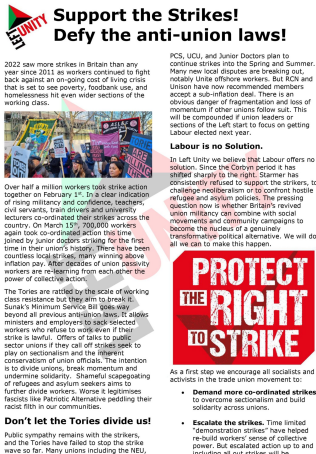 LEFT UNITY
Support the Strikes!
Defy the anti-union laws!
2022 saw more strikes in Britain than any
year since 2011 as workers continued to fight
back against an on-going cost of living crisis
that is set to see poverty, foodbank use, and
homelessness hit even wider sections of the
working class.
Over half a million workers took strike action
together on February 1st. In a clear indication
of rising militancy and confidence, teachers,
civil servants, train drivers and university
lecturers co-ordinated their strikes across the
country. On March 15th, 700,000 workers
again took co-ordinated action this time
joined by junior doctors striking for the first
time in their union's history. There have been
countless local strikes, many winning above
inflation pay. After decades of union passivity
workers are re-learning from each other the
power of collective action.
The Tories are rattled by the scale of working
class resistance but they aim to break it.
Sunak's Minimum Service Bill goes way
beyond all previous anti-union laws. It allows
ministers and employers to sack selected
workers who refuse to work even if their
strike is lawful. Offers of talks to public
sector unions if they call off strikes seek to
play on sectionalism and the inherent
conservatism of union officials. The intention
is to divide unions, break momentum and
undermine solidarity. Shameful scapegoating
of refugees and asylum seekers aims to
further divide workers. Worse it legitimises
fascists like Patriotic Alternative peddling their
racist filth in our communities.
Don't let the Tories divide us!
Public sympathy remains with the strikers,
and the Tories have failed to stop the strike
wave so far. Many unions including the NEU,
PCS, UCU, and Junior Doctors plan to
continue strikes into the Spring and Summer.
Many new local disputes are breaking out,
notably Unite offshore workers. But RCN and
Unison have now recommended members
accept a sub-inflation deal. There is an
obvious danger of fragmentation and loss of
momentum if other unions follow suit. This
will be compounded if union leaders or
sections of the Left start to focus on getting
Labour elected next year.
Labour is no Solution.
In Left Unity we believe that Labour offers no
solution. Since the Corbyn period it has
shifted sharply to the right. Starmer has
consistently refused to support the strikers, to
challenge neoliberalism or to confront hostile
refugee and asylum policies. The pressing
question now is whether Britain's revived
union militancy can combine with social
movements and community campaigns to
become the nucleus of a genuinely
transformative political alternative. We will do
all we can to make this happen.
PROTECT
THE RIGHT
TO STRIKE
As a first step we encourage all socialists and
activists in the trade union movement to:
• Demand more co-ordinated strikes
to overcome sectionalism and build
solidarity across unions.
• Escalate the strikes. Time limited
"demonstration strikes" have helped
re-build workers' sense of collective
power. But escalated action up to and
including all out strikes will be